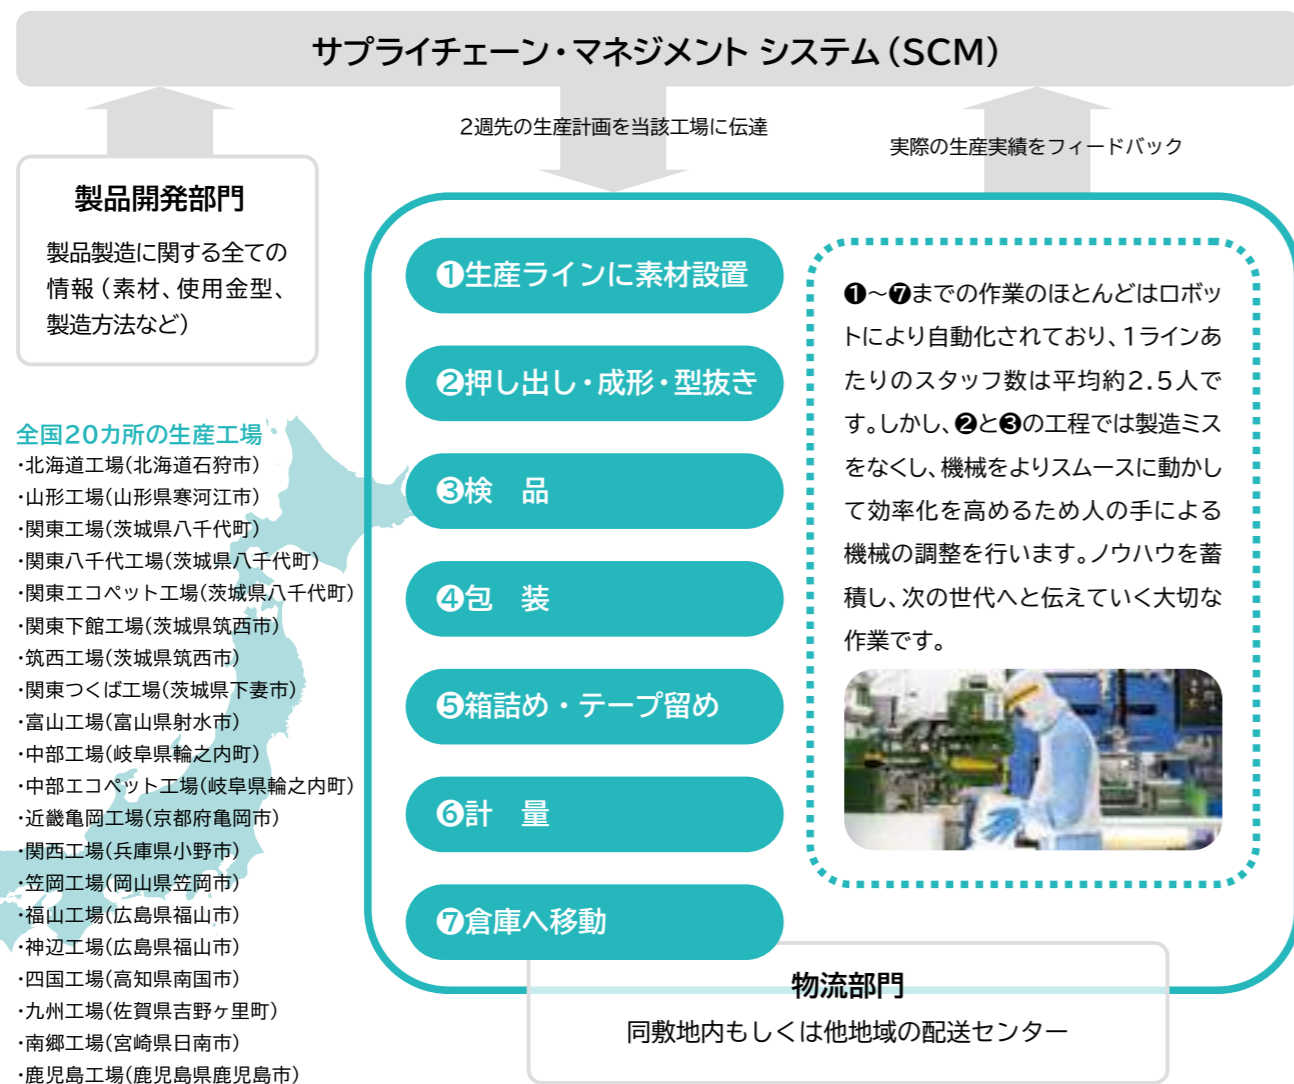 サプライチェーン・マネジメント システム（SCM）
2週先の生産計画を当該工場に伝達
実際の生産実績をフィードバック
製品開発部門
製品製造に関する全ての
情報（素材、使用金型、
製造方法など）
全国20カ所の生産工場
・北海道工場(北海道石狩市)
・山形工場(山形県寒河江市)
・関東工場(茨城県八千代町)
・関東八千代工場(茨城県八千代町)
・関東エコペット工場(茨城県八千代町)
・関東下館工場(茨城県筑西市)
・筑西工場(茨城県筑西市)
・関東つくば工場(茨城県下妻市)
・富山工場(富山県射水市)
・中部工場(岐阜県輪之内町)
・中部エコペット工場(岐阜県輪之内町)
・近畿亀岡工場(京都府亀岡市)
・関西工場(兵庫県小野市)
・笠岡工場(岡山県笠岡市)
・福山工場(広島県福山市)
・神辺工場(広島県福山市)
・四国工場(高知県南国市)
・九州工場(佐賀県吉野ヶ里町)
・南郷工場(宮崎県日南市)
・鹿児島工場(鹿児島県鹿児島市)
❶生産ラインに素材設置
❷押し出し・成形・型抜き
❸検　品
❹包　装
❺箱詰め・テープ留め
❻計　量
❼倉庫へ移動
❶～❼までの作業のほとんどはロボッ
トにより自動化されており、1ラインあ
たりのスタッフ数は平均約2.5人で
す。しかし、❷と❸の工程では製造ミス
をなくし、機械をよりスムースに動かし
て効率化を高めるため人の手による
機械の調整を行います。ノウハウを蓄
積し、次の世代へと伝えていく大切な
作業です。
物流部門
同敷地内もしくは他地域の配送センター